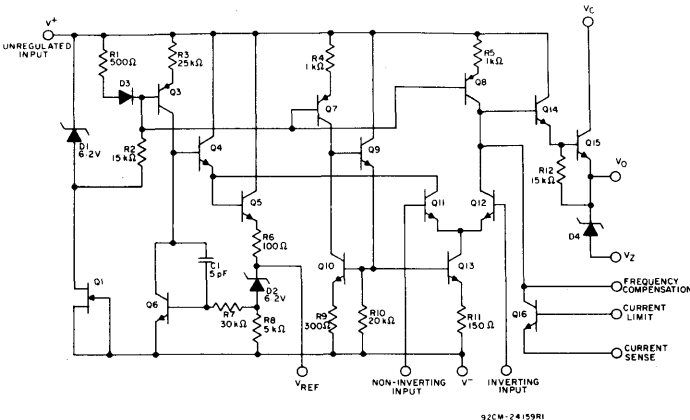 V+
UNREGULATED
INPUT
R1
500Ω
R3
25kΩ
D3
Q3
D1
6.2V
R2
15kΩ
Q4
Q5
R4
1kΩ
Q7
Q9
R5
1kΩ
Q8
VC
Q14
Q15
R12
15kΩ
VO
D4
VZ
Q11
Q12
R6
100Ω
C1
5pF
D2
6.2V
Q1
Q6
R7
30kΩ
R8
5kΩ
Q10
Q13
R9
300Ω
R10
20kΩ
R11
150Ω
FREQUENCY
COMPENSATION
CURRENT
LIMIT
Q16
CURRENT
SENSE
VREF
NON-INVERTING
INPUT
V-
INVERTING
INPUT
92CM-24159R1